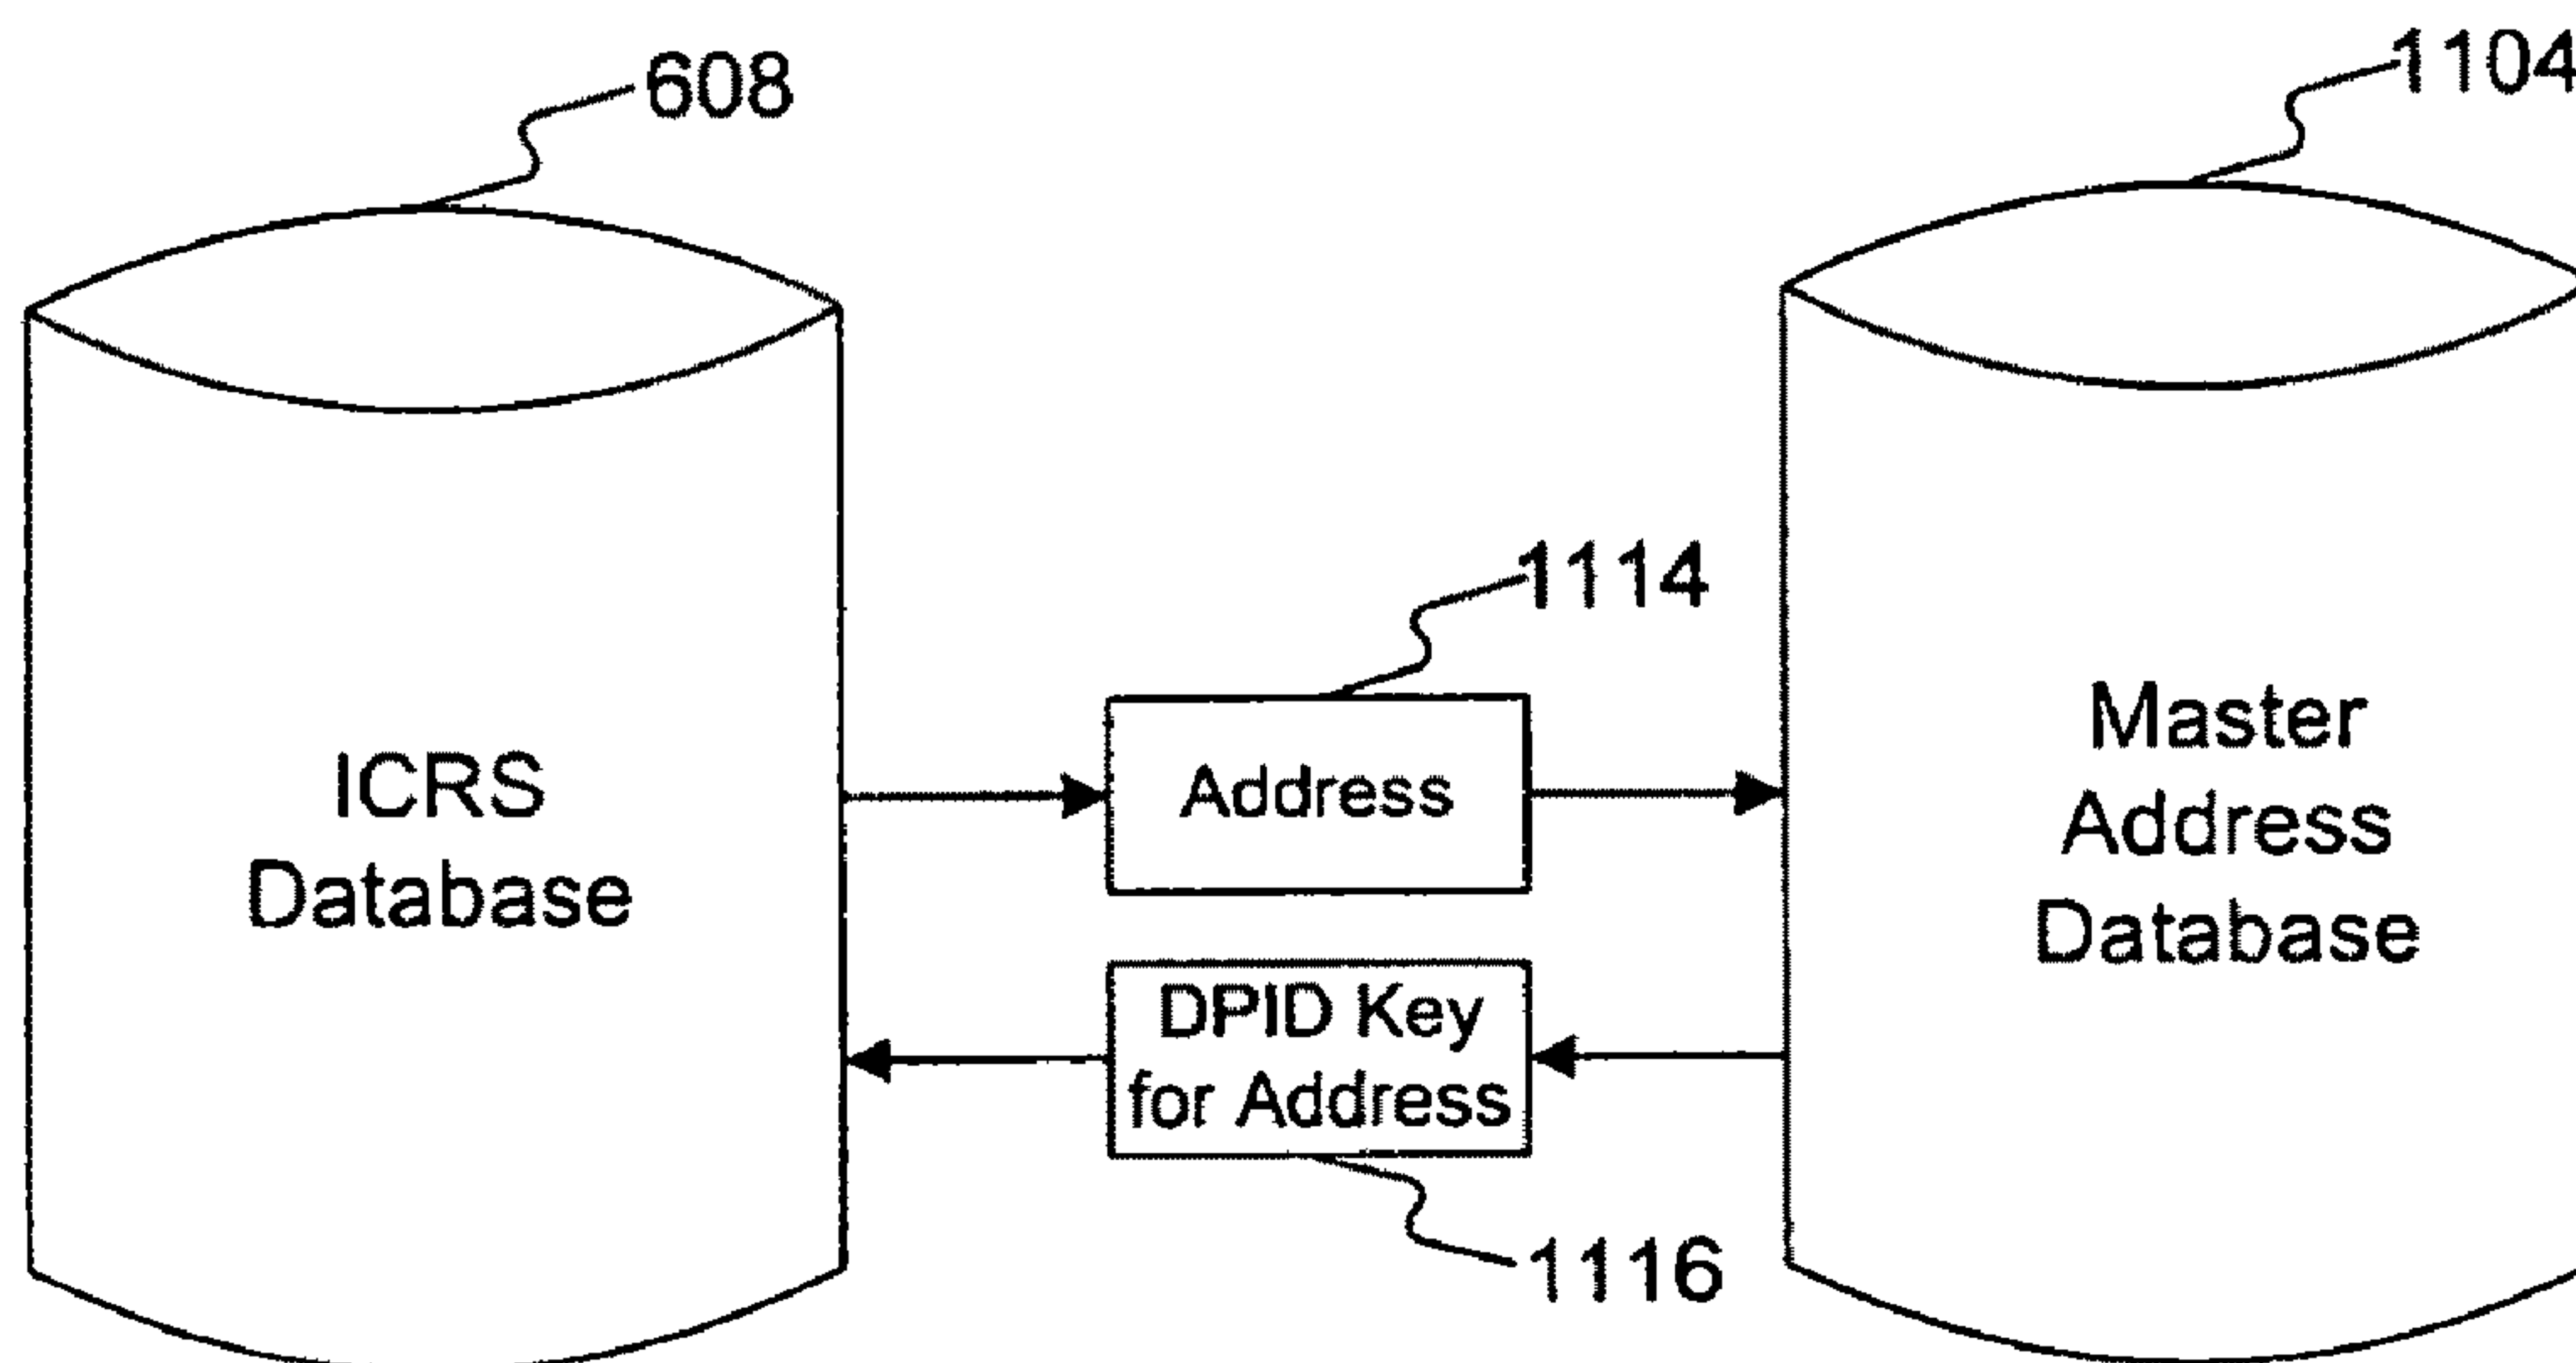 608
1104
1114
ICRS
Database
Address
Master
Address
Database
DPID Key
for Address
1116